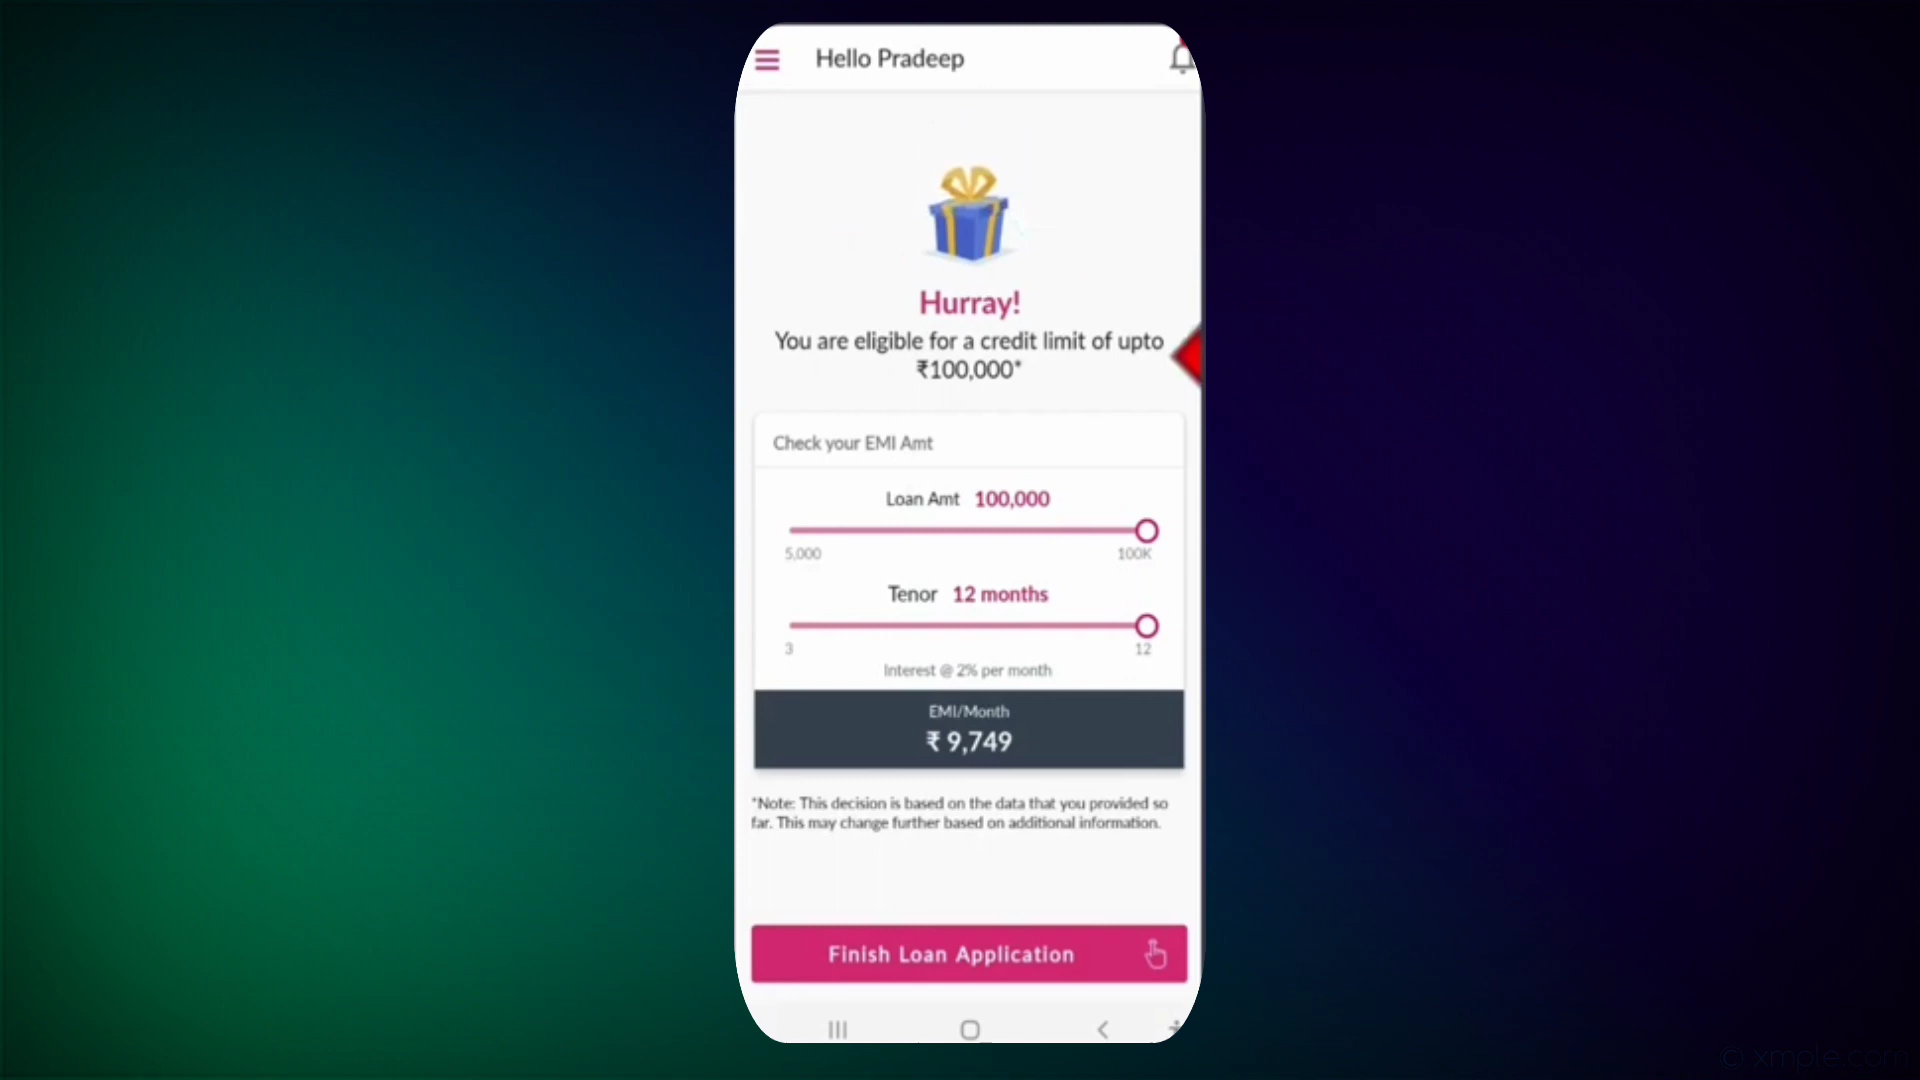 Hello Pradeep
Hurray!
You are eligible for a credit limit of upto
₹100,000*
Check your EMI Amt
Loan Amt 100,000
5,000 100K
Tenor 12 months
3 12
Interest @ 2% per month
EMI/Month
₹ 9,749
*Note: This decision is based on the data that you provided so
far. This may change further based on additional information.
Finish Loan Application
© xmple.com